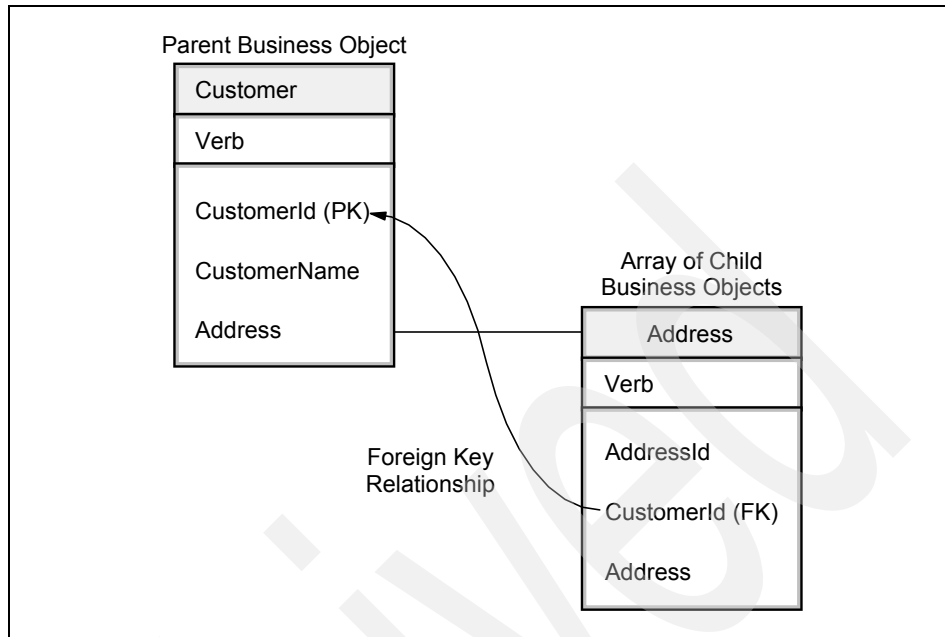 Parent Business Object
Customer
Verb
CustomerId (PK)
CustomerName
Address
Array of Child
Business Objects
Address
Verb
AddressId
CustomerId (FK)
Address
Foreign Key
Relationship